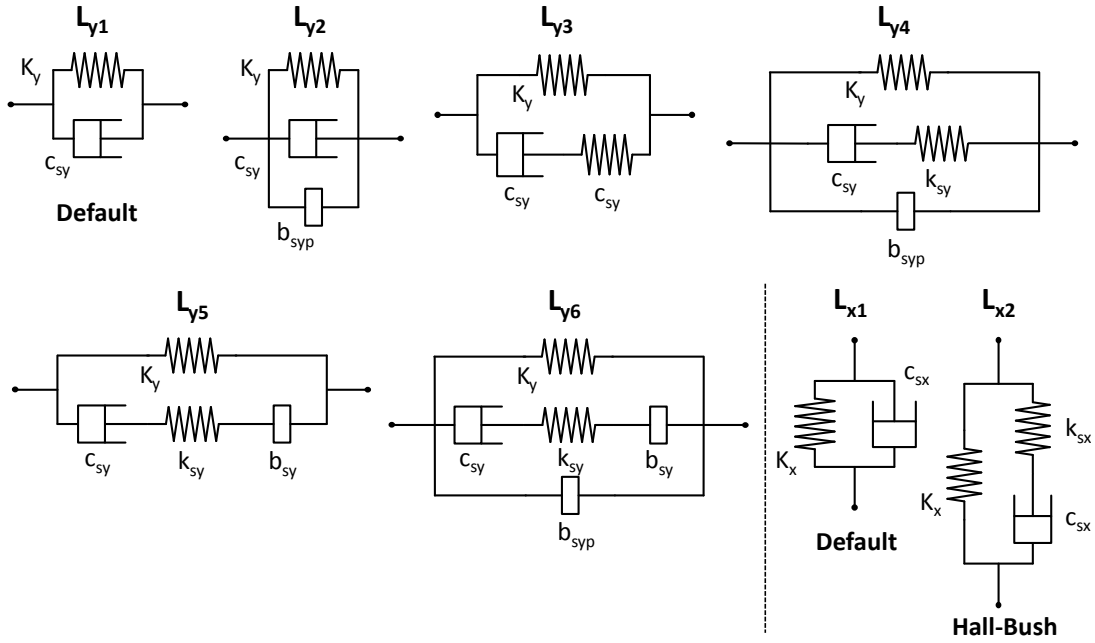 Ly1
Ky
csy
Default
Ly2
Ky
csy
bsyp
Ly3
Ky
csy
csy
Ly4
Ky
csy
ksy
bsyp
Ly5
Ky
csy
ksy
bsy
Ly6
Ky
csy
ksy
bsy
bsyp
Lx1
csx
Kx
Default
Lx2
ksx
Kx
csx
Hall-Bush